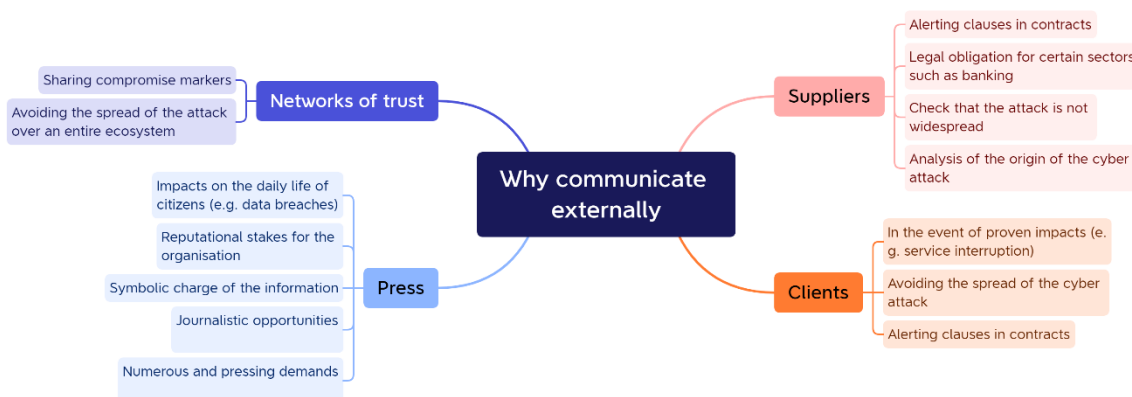 Why communicate
externally
Networks of trust
Sharing compromise markers
Avoiding the spread of the attack
over an entire ecosystem
Press
Impacts on the daily life of
citizens (e.g. data breaches)
Reputational stakes for the
organisation
Symbolic charge of the information
Journalistic opportunities
Numerous and pressing demands
Suppliers
Alerting clauses in contracts
Legal obligation for certain sectors
such as banking
Check that the attack is not
widespread
Analysis of the origin of the cyber
attack
Clients
In the event of proven impacts (e.
g. service interruption)
Avoiding the spread of the cyber
attack
Alerting clauses in contracts